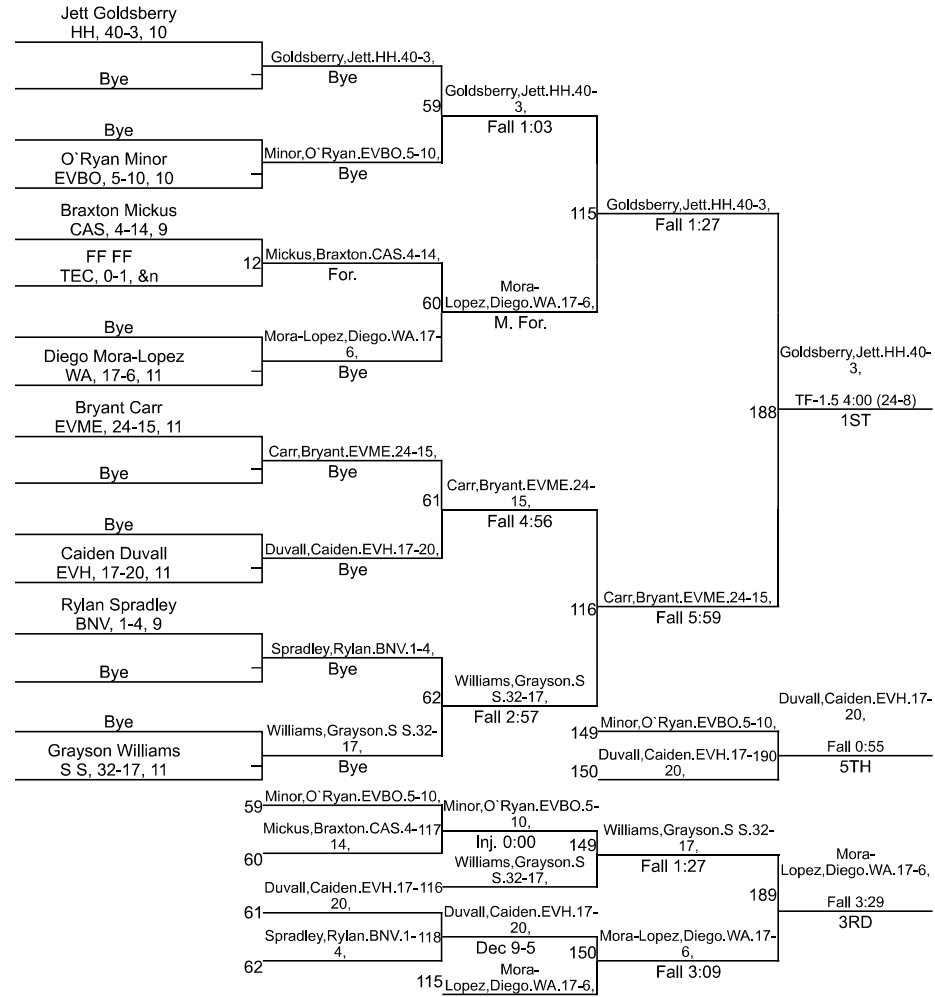 Jett Goldsberry
HH, 40-3, 10
Goldsberry,Jett.HH.40-3,
Bye
Bye
59
Goldsberry,Jett.HH.40-
3,
Fall 1:03
Bye
O`Ryan Minor
EVBO, 5-10, 10
Minor,O`Ryan.EVBO.5-10,
Bye
Braxton Mickus
CAS, 4-14, 9
115
Goldsberry,Jett.HH.40-3,
Fall 1:27
FF FF
TEC, 0-1, &n
12
Mickus,Braxton.CAS.4-14,
For.
60
Mora-
Lopez,Diego.WA.17-6,
M. For.
Bye
Diego Mora-Lopez
WA, 17-6, 11
Mora-Lopez,Diego.WA.17-
6,
Bye
Goldsberry,Jett.HH.40-
3,
188
TF-1.5 4:00 (24-8)
1ST
Bryant Carr
EVME, 24-15, 11
Carr,Bryant.EVME.24-15,
Bye
Bye
61
Carr,Bryant.EVME.24-
15,
Fall 4:56
Bye
Caiden Duvall
EVH, 17-20, 11
Duvall,Caiden.EVH.17-20,
Bye
116
Carr,Bryant.EVME.24-15,
Fall 5:59
Rylan Spradley
BNV, 1-4, 9
Spradley,Rylan.BNV.1-4,
Bye
Bye
62
Williams,Grayson.S
S.32-17,
Fall 2:57
Bye
Grayson Williams
S S, 32-17, 11
Williams,Grayson.S S.32-
17,
Bye
149
Minor,O`Ryan.EVBO.5-10,
150
Duvall,Caiden.EVH.17-
20,
190
Duvall,Caiden.EVH.17-
20,
Fall 0:55
5TH
59
Minor,O`Ryan.EVBO.5-10,
60
Mickus,Braxton.CAS.4-
14,
117
Minor,O`Ryan.EVBO.5-
10,
Inj. 0:00
149
Williams,Grayson.S S.32-
17,
Fall 1:27
116
Williams,Grayson.S
S.32-17,
61
Duvall,Caiden.EVH.17-
20,
62
Spradley,Rylan.BNV.1-
4,
118
Duvall,Caiden.EVH.17-
20,
Dec 9-5
150
Mora-Lopez,Diego.WA.17-
6,
Fall 3:09
115
Mora-
Lopez,Diego.WA.17-6,
189
Mora-
Lopez,Diego.WA.17-6,
Fall 3:29
3RD